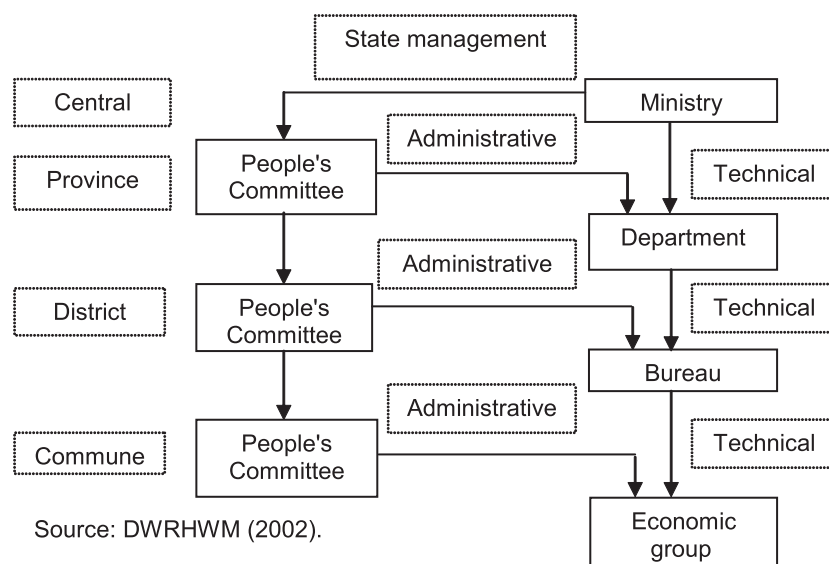 State management
Central
Ministry
Administrative
People's
Committee
Province
Technical
Department
Administrative
District
People's
Committee
Technical
Bureau
Administrative
Commune
People's
Committee
Technical
Economic
group
Source: DWRHWM (2002).